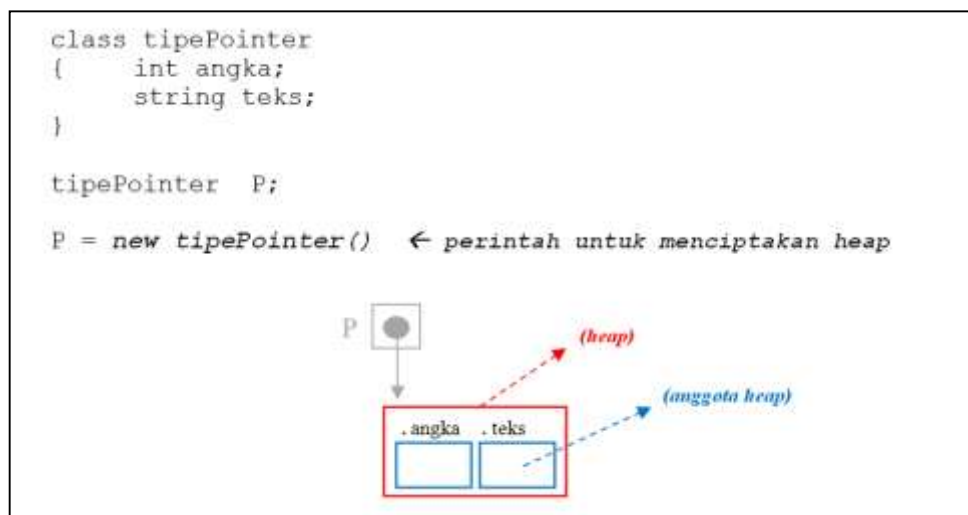 class tipePointer
{ int angka;
string teks;
}
tipePointer P;
P = new tipePointer() ← perintah untuk menciptakan heap
P
(heap)
(anggota heap)
.angka .teks